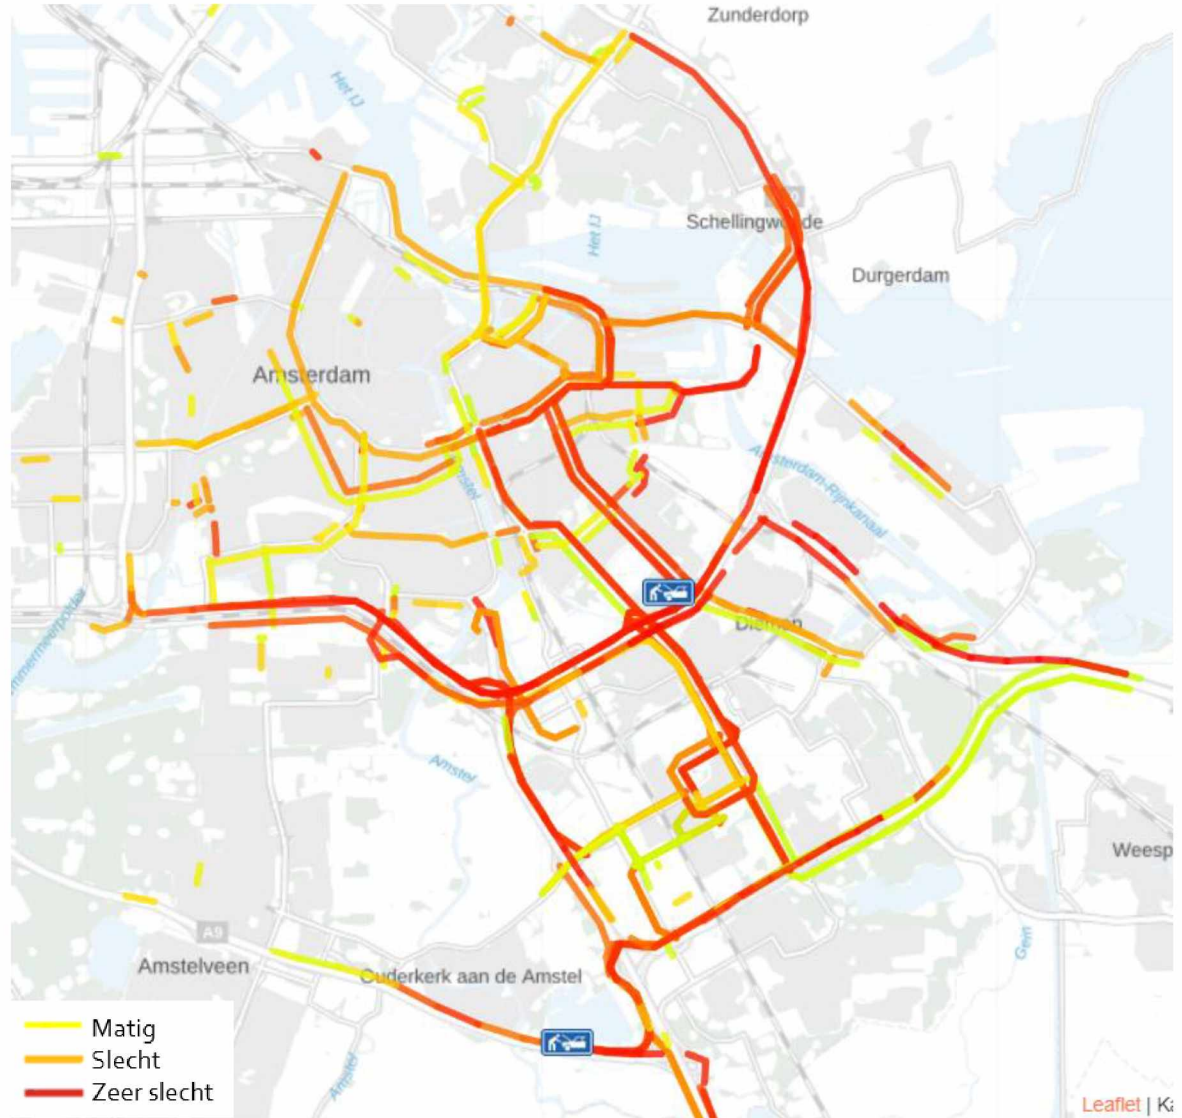 Zunderdorp
Het IJ
Schellingwoude
Het IJ
Durgerdam
Amsterdam
Amsterdam-Rijnkanaal
Amstel
Diemen
Amstel
Weesp
A9
Amstelveen
Ouderkerk aan de Amstel
Gein
Amstel
Matig
Slecht
Zeer slecht
Leaflet | Ka